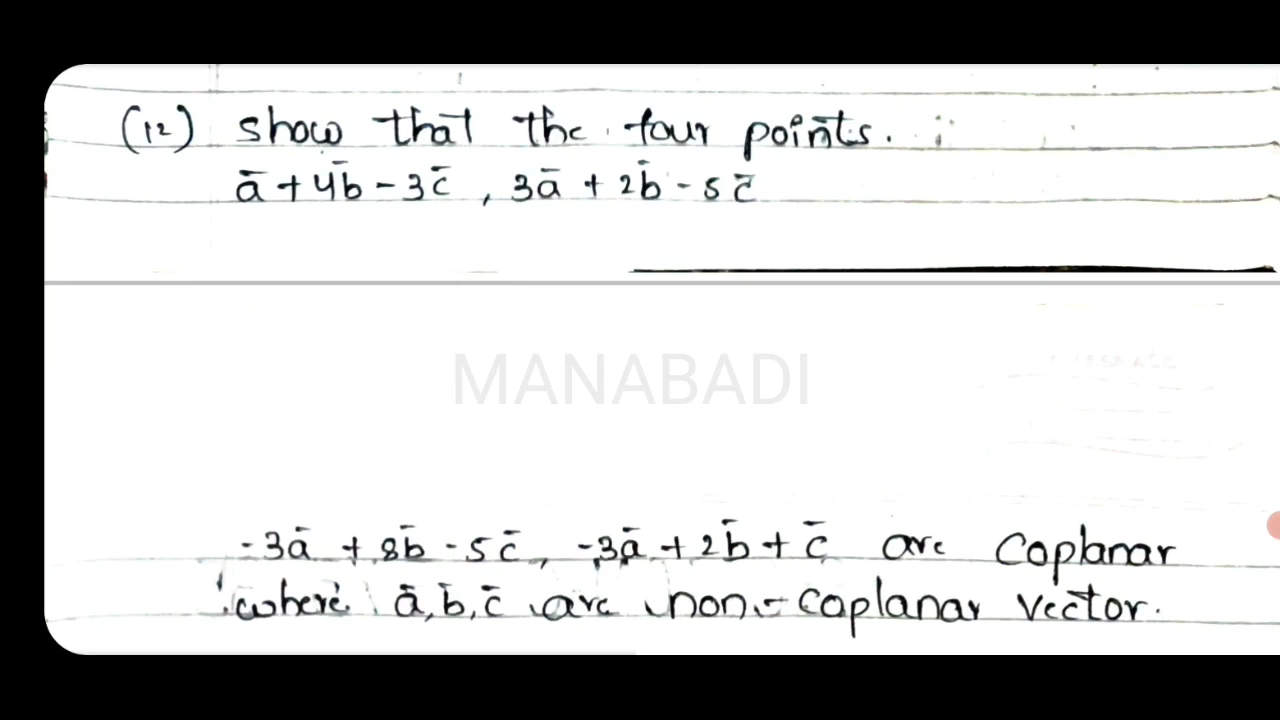 (12) show that the four points.
ā + 4b̄ - 3c̄, 3ā + 2b̄ - 5c̄
MANABADI
-3ā + 8b̄ - 5c̄, -3ā + 2b̄ + c̄ are coplanar
where ā, b̄, c̄ are non-coplanar vector.